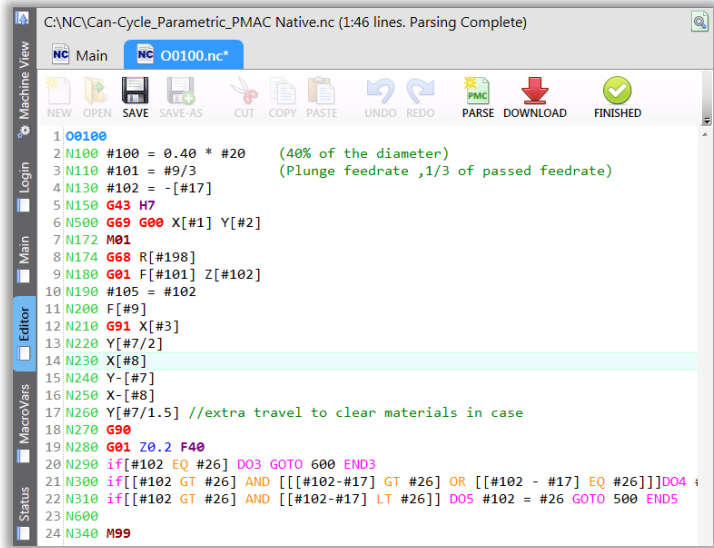 C:\NC\Can-Cycle_Parametric_PMAC Native.nc (1:46 lines. Parsing Complete)
NC Main
NC O0100.nc*
NEW OPEN SAVE SAVE-AS CUT COPY PASTE UNDO REDO PMC PARSE DOWNLOAD FINISHED
Machine View
Login
Main
Editor
MacroVars
Status
1 O0100
2 N100 #100 = 0.40 * #20 (40% of the diameter)
3 N110 #101 = #9/3 (Plunge feedrate ,1/3 of passed feedrate)
4 N130 #102 = -[#17]
5 N150 G43 H7
6 N500 G69 G00 X[#1] Y[#2]
7 N172 M01
8 N174 G68 R[#198]
9 N180 G01 F[#101] Z[#102]
10 N190 #105 = #102
11 N200 F[#9]
12 N210 G91 X[#3]
13 N220 Y[#7/2]
14 N230 X[#8]
15 N240 Y-[#7]
16 N250 X-[#8]
17 N260 Y[#7/1.5] //extra travel to clear materials in case
18 N270 G90
19 N280 G01 Z0.2 F40
20 N290 if[#102 EQ #26] DO3 GOTO 600 END3
21 N300 if[[#102 GT #26] AND [[[#102-#17] GT #26] OR [[#102 - #17] EQ #26]]]DO4 #
22 N310 if[[#102 GT #26] AND [[#102-#17] LT #26]] DO5 #102 = #26 GOTO 500 END5
23 N600
24 N340 M99